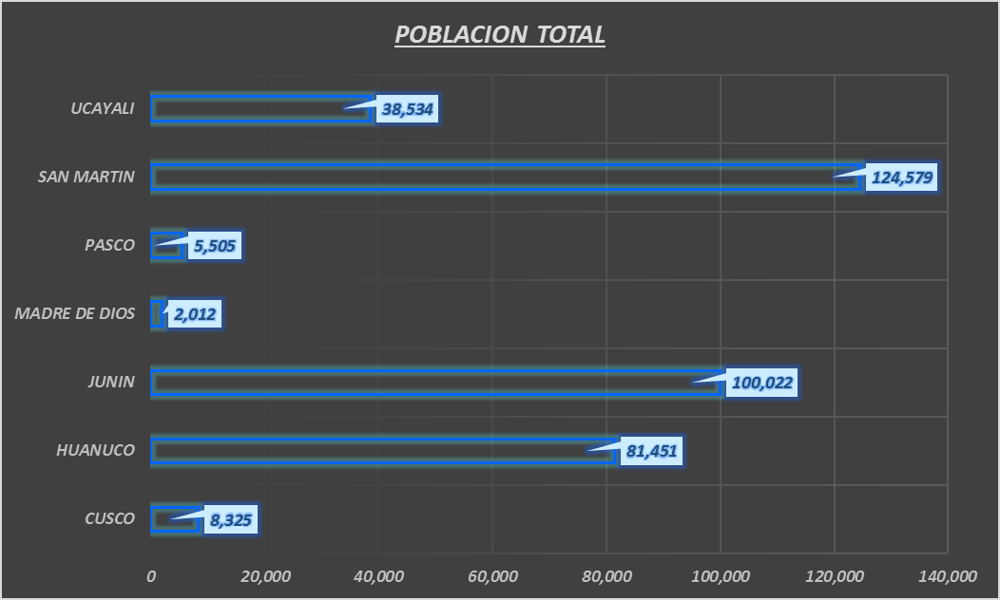 POBLACION TOTAL
UCAYALI 38,534
SAN MARTIN 124,579
PASCO 5,505
MADRE DE DIOS 2,012
JUNIN 100,022
HUANUCO 81,451
CUSCO 8,325
0 20,000 40,000 60,000 80,000 100,000 120,000 140,000